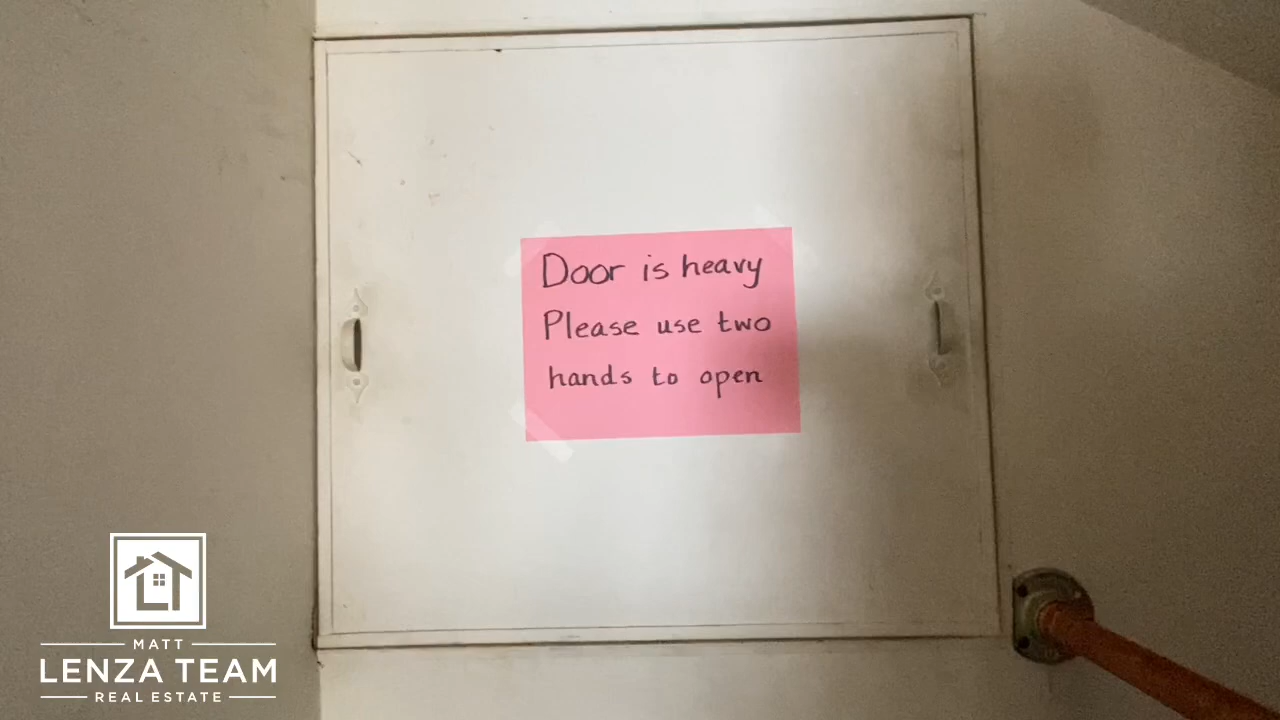 Door is heavy
Please use two
hands to open
MATT
LENZA TEAM
REAL ESTATE